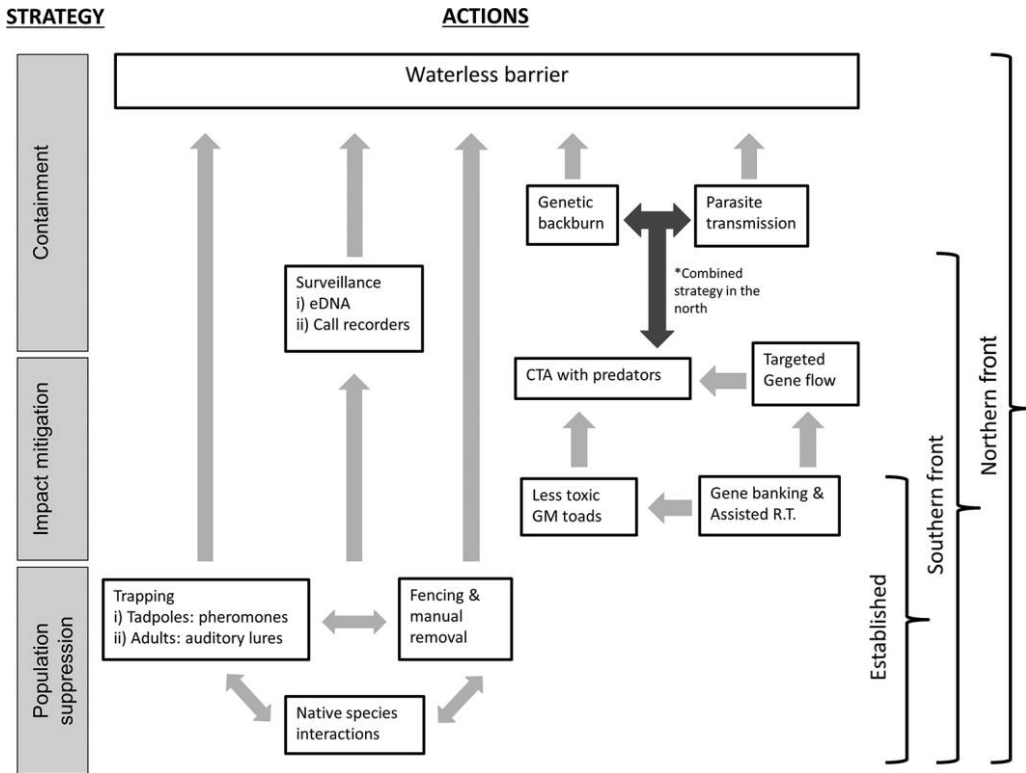 STRATEGY
ACTIONS
Containment
Impact mitigation
Population
suppression
Waterless barrier
Genetic
backburn
Parasite
transmission
*Combined
strategy in the
north
Surveillance
i) eDNA
ii) Call recorders
CTA with predators
Targeted
Gene flow
Less toxic
GM toads
Gene banking &
Assisted R.T.
Trapping
i) Tadpoles: pheromones
ii) Adults: auditory lures
Fencing &
manual
removal
Native species
interactions
Established
Southern front
Northern front